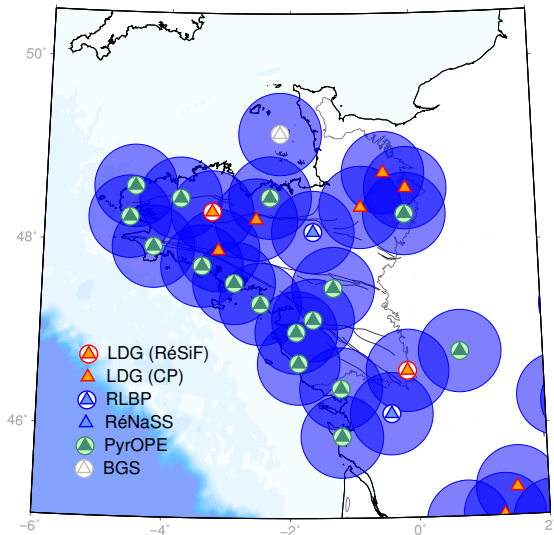 50°
48°
46°
LDG (RéSiF)
LDG (CP)
RLBP
RéNaSS
PyrOPE
BGS
−6° −4° −2° 0° 2°